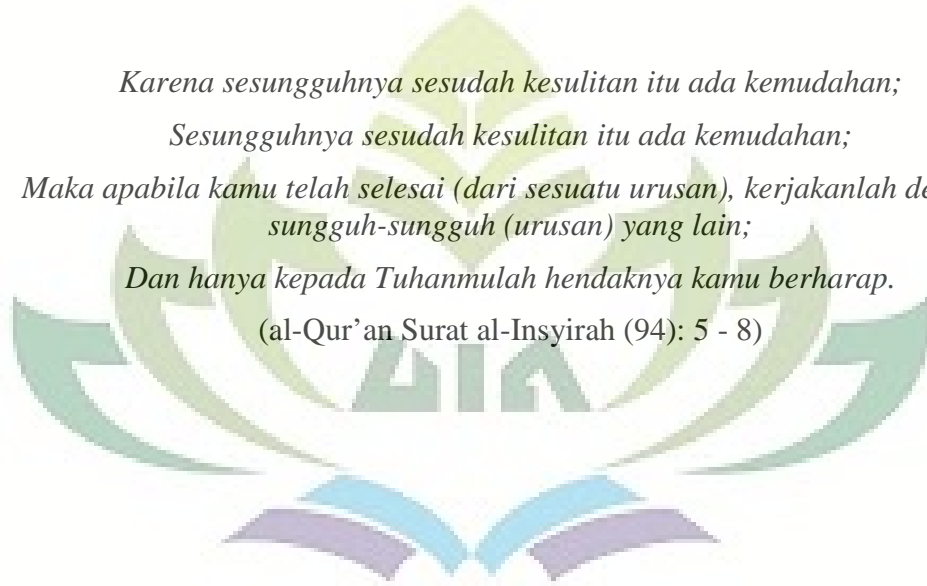 Karena sesungguhnya sesudah kesulitan itu ada kemudahan;
Sesungguhnya sesudah kesulitan itu ada kemudahan;
Maka apabila kamu telah selesai (dari sesuatu urusan), kerjakanlah de
sungguh-sungguh (urusan) yang lain;
Dan hanya kepada Tuhanmulah hendaknya kamu berharap.
(al-Qur’an Surat al-Insyirah (94): 5 - 8)
UIN